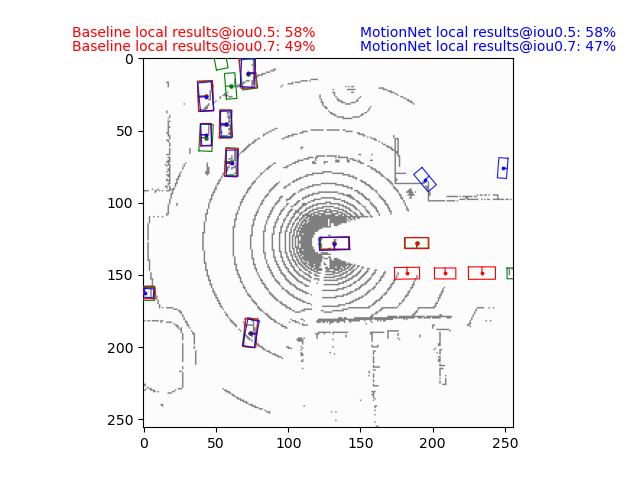 Baseline local results@iou0.5: 58% MotionNet local results@iou0.5: 58%
Baseline local results@iou0.7: 49% MotionNet local results@iou0.7: 47%
0
50
100
150
200
250
0 50 100 150 200 250